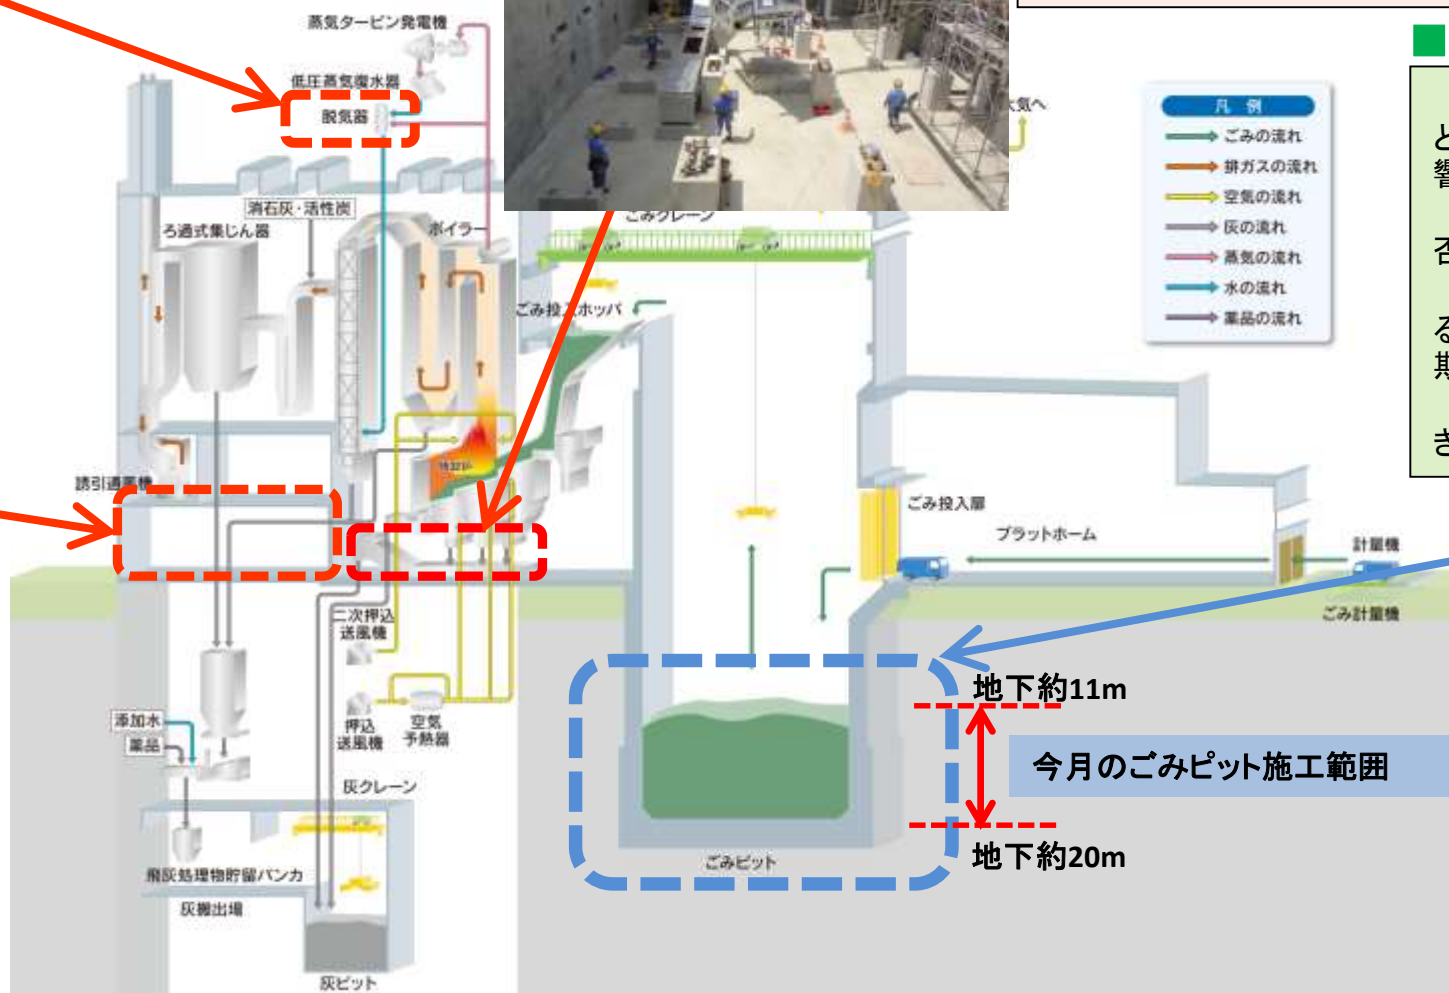 蒸気タービン発電機
低圧蒸気復水器
脱気器
消石灰・活性炭
ろ過式集じん器
ボイラー
ごみクレーン
ごみ投入ホッパ
大気へ
凡 例
ごみの流れ
排ガスの流れ
空気の流れ
灰の流れ
蒸気の流れ
水の流れ
薬品の流れ
と
響
否
る
期
き
誘引通風機
ごみ投入扉
プラットホーム
計量機
ごみ計量機
二次押込
送風機
押込
送風機
空気
予熱器
添加水
薬品
灰クレーン
飛灰処理物貯留バンカ
灰搬出場
灰ピット
ごみピット
地下約11m
今月のごみピット施工範囲
地下約20m